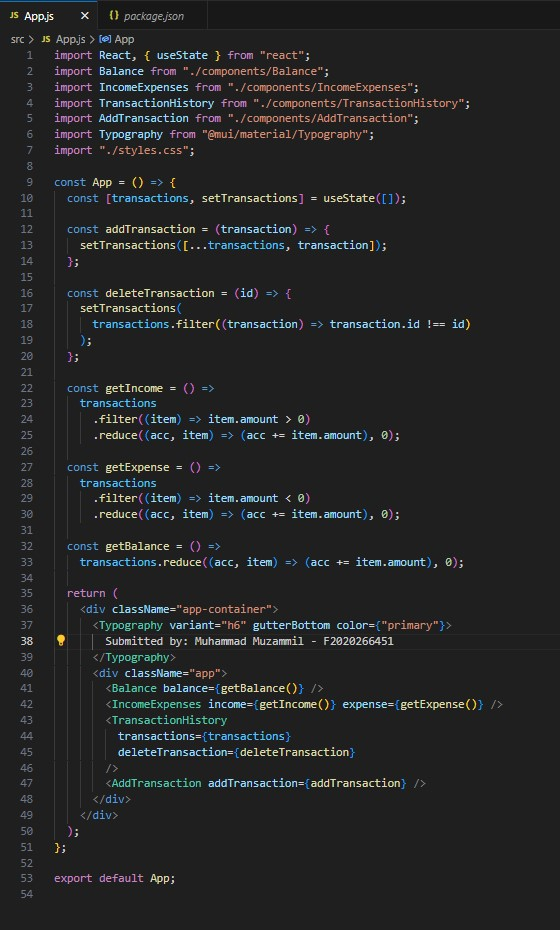 JS App.js × {} package.json
src > JS App.js > App
1 import React, { useState } from "react";
2 import Balance from "./components/Balance";
3 import IncomeExpenses from "./components/IncomeExpenses";
4 import TransactionHistory from "./components/TransactionHistory";
5 import AddTransaction from "./components/AddTransaction";
6 import Typography from "@mui/material/Typography";
7 import "./styles.css";
8
9 const App = () => {
10   const [transactions, setTransactions] = useState([]);
11
12   const addTransaction = (transaction) => {
13     setTransactions([...transactions, transaction]);
14   };
15
16   const deleteTransaction = (id) => {
17     setTransactions(
18       transactions.filter((transaction) => transaction.id !== id)
19     );
20   };
21
22   const getIncome = () =>
23     transactions
24       .filter((item) => item.amount > 0)
25       .reduce((acc, item) => (acc += item.amount), 0);
26
27   const getExpense = () =>
28     transactions
29       .filter((item) => item.amount < 0)
30       .reduce((acc, item) => (acc += item.amount), 0);
31
32   const getBalance = () =>
33     transactions.reduce((acc, item) => (acc += item.amount), 0);
34
35   return (
36     <div className="app-container">
37       <Typography variant="h6" gutterBottom color={"primary"}>
38         Submitted by: Muhammad Muzammil - F2020266451
39       </Typography>
40       <div className="app">
41         <Balance balance={getBalance()} />
42         <IncomeExpenses income={getIncome()} expense={getExpense()} />
43         <TransactionHistory
44           transactions={transactions}
45           deleteTransaction={deleteTransaction}
46         />
47         <AddTransaction addTransaction={addTransaction} />
48       </div>
49     </div>
50   );
51 };
52
53 export default App;
54